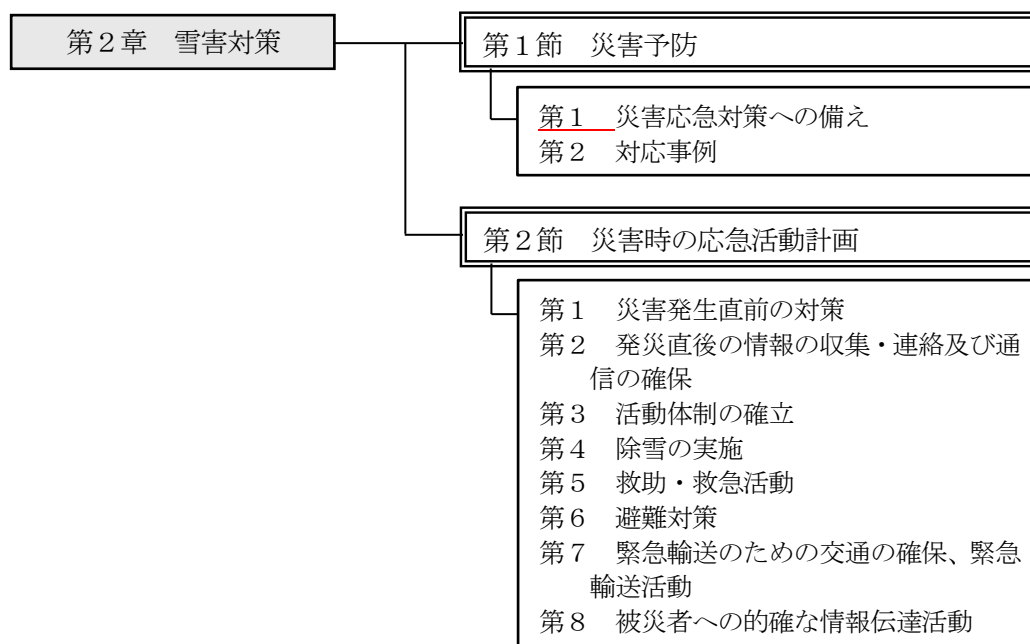 第２章　雪害対策
第１節　災害予防
第１　災害応急対策への備え
第２　対応事例
第２節　災害時の応急活動計画
第１　災害発生直前の対策
第２　発災直後の情報の収集・連絡及び通
信の確保
第３　活動体制の確立
第４　除雪の実施
第５　救助・救急活動
第６　避難対策
第７　緊急輸送のための交通の確保、緊急
輸送活動
第８　被災者への的確な情報伝達活動